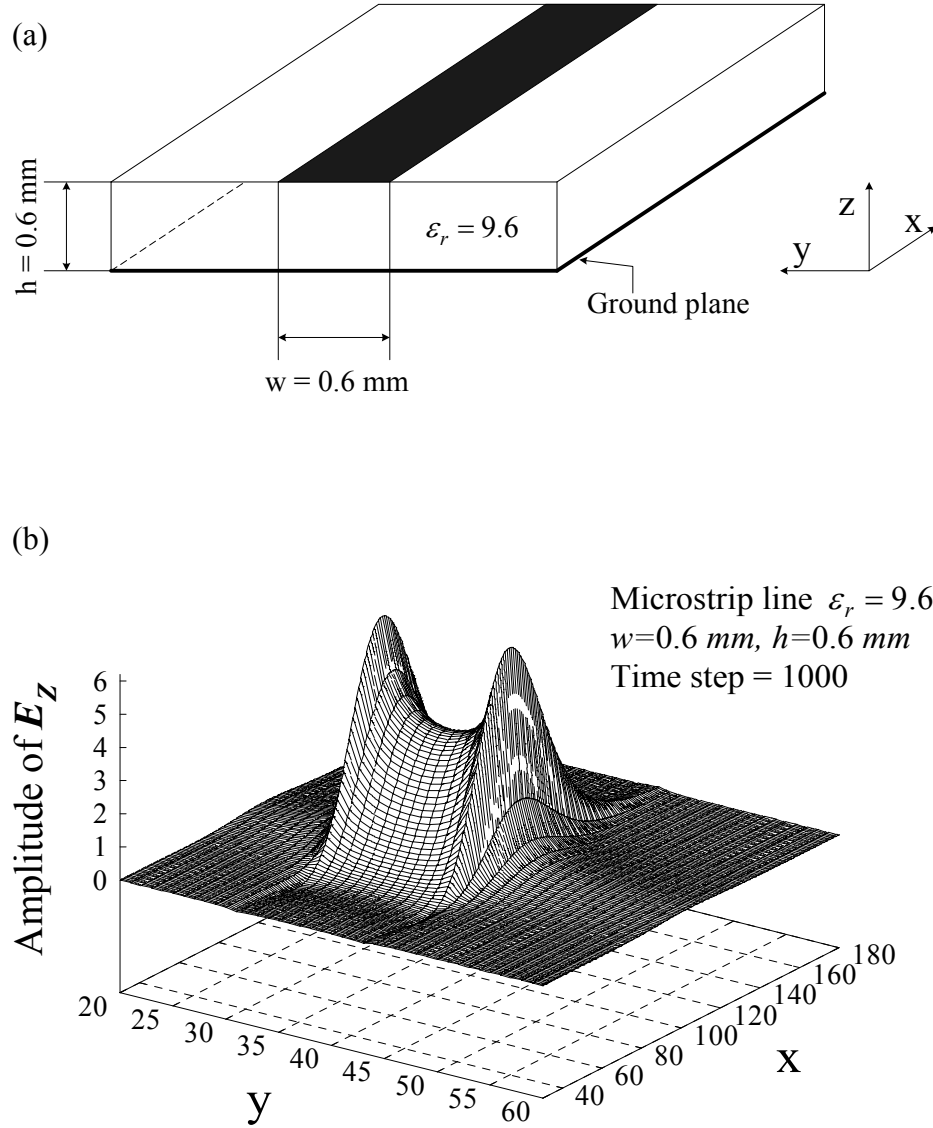 (a)
h = 0.6 mm
εr = 9.6
z
x
y
Ground plane
w = 0.6 mm
(b)
Microstrip line εr = 9.6
w=0.6 mm, h=0.6 mm
Time step = 1000
Amplitude of EZ
6
5
4
3
2
1
0
20
25
30
35
40
45
50
55
60
y
40
60
80
100
120
140
160
180
x